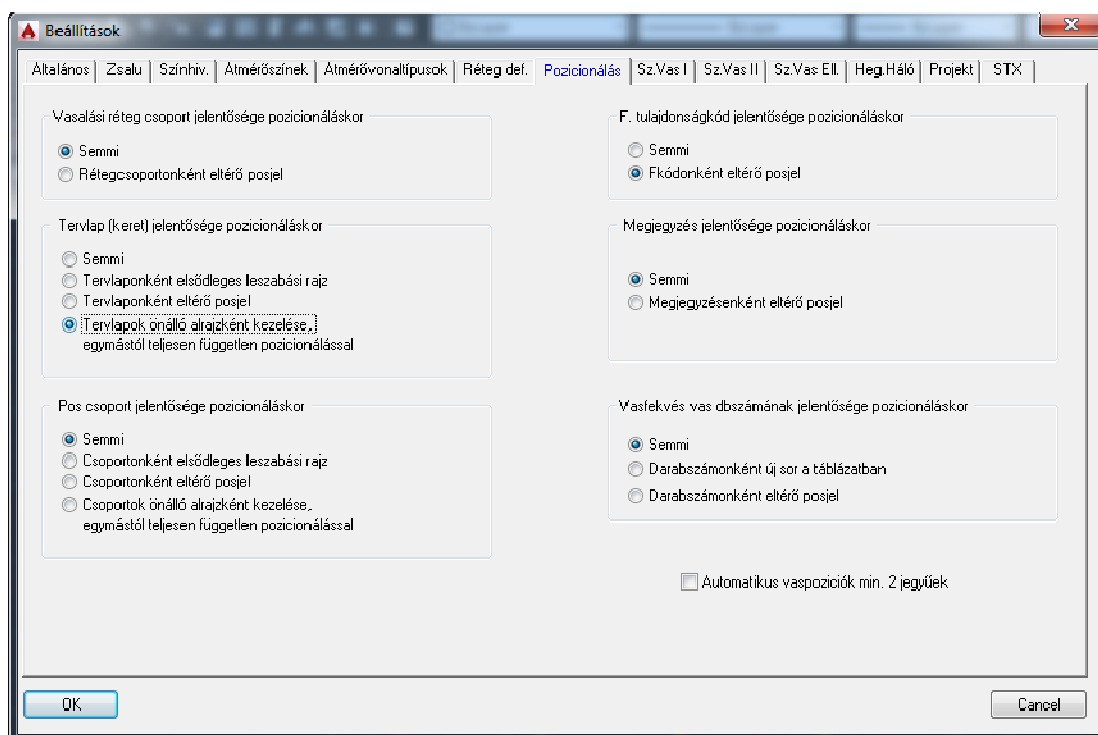 Beállítások
Általános Zsalu Színhiv. Átmérőszínek Átmérővonaltípusok Réteg def. Pozicionálás Sz.Vas I Sz.Vas II Sz.Vas Ell. Heg.Háló Projekt STX
Vasalási réteg csoport jelentősége pozicionáláskor
Semmi
Rétegcsoportonként eltérő posjel
Tervlap (keret) jelentősége pozicionáláskor
Semmi
Tervlaponként elsődleges leszabási rajz
Tervlaponként eltérő posjel
Tervlapok önálló alrajzként kezelése,
egymástól teljesen független pozicionálással
Pos csoport jelentősége pozicionáláskor
Semmi
Csoportonként elsődleges leszabási rajz
Csoportonként eltérő posjel
Csoportok önálló alrajzként kezelése,
egymástól teljesen független pozicionálással
F. tulajdonságkód jelentősége pozicionáláskor
Semmi
Fkódonként eltérő posjel
Megjegyzés jelentősége pozicionáláskor
Semmi
Megjegyzésenként eltérő posjel
Vasfekvés vas dbszámának jelentősége pozicionáláskor
Semmi
Darabszámonként új sor a táblázatban
Darabszámonként eltérő posjel
Automatikus vaspoziciók min. 2 jegyűek
OK
Cancel